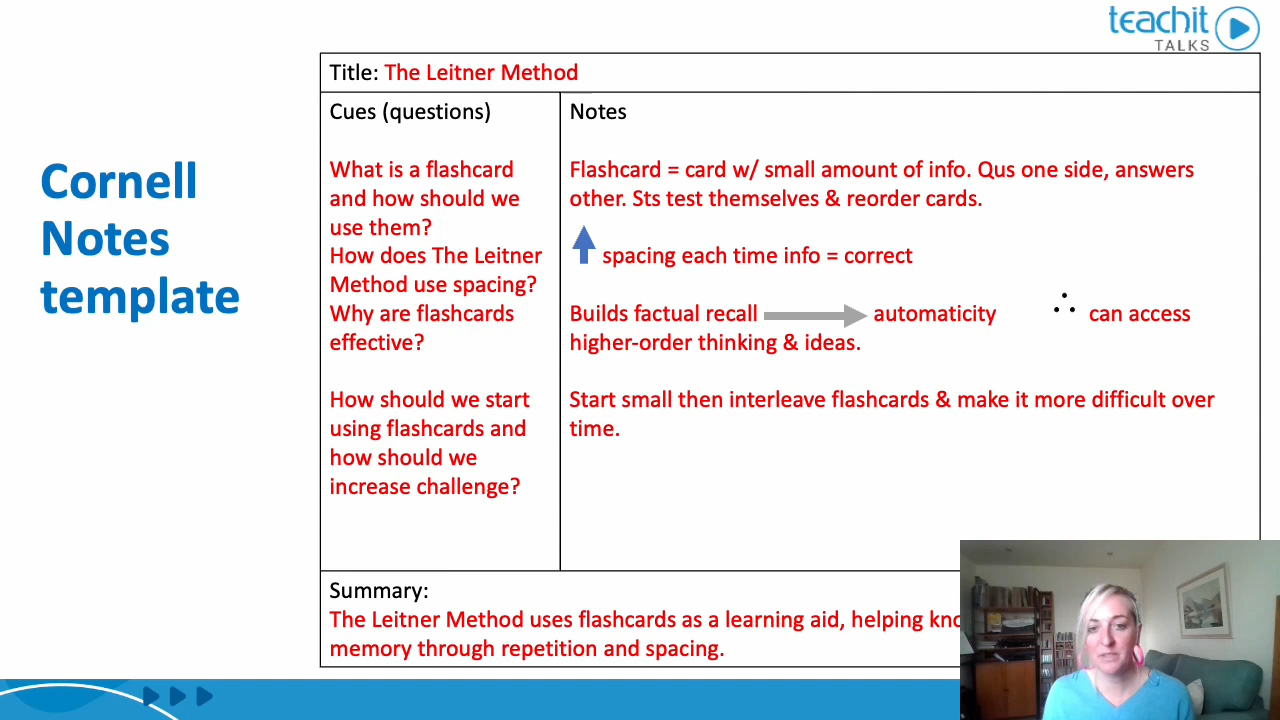 teachit
TALKS
Cornell
Notes
template
Title: The Leitner Method
Cues (questions)
What is a flashcard
and how should we
use them?
How does The Leitner
Method use spacing?
Why are flashcards
effective?
How should we start
using flashcards and
how should we
increase challenge?
Notes
Flashcard = card w/ small amount of info. Qus one side, answers
other. Sts test themselves & reorder cards.
spacing each time info = correct
Builds factual recall automaticity ∴ can access
higher-order thinking & ideas.
Start small then interleave flashcards & make it more difficult over
time.
Summary:
The Leitner Method uses flashcards as a learning aid, helping
memory through repetition and spacing.